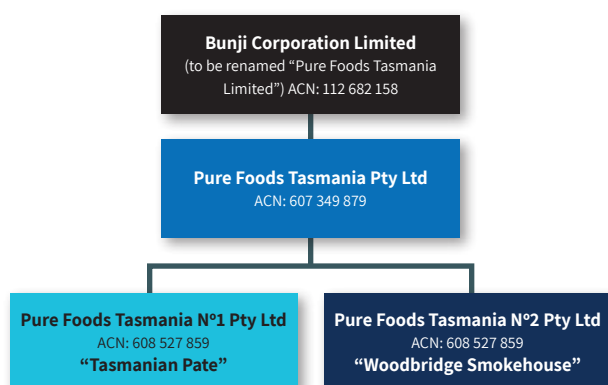 Bunji Corporation Limited
(to be renamed “Pure Foods Tasmania
Limited”) ACN: 112 682 158
Pure Foods Tasmania Pty Ltd
ACN: 607 349 879
Pure Foods Tasmania Nº1 Pty Ltd
ACN: 608 527 859
“Tasmanian Pate”
Pure Foods Tasmania Nº2 Pty Ltd
ACN: 608 527 859
“Woodbridge Smokehouse”